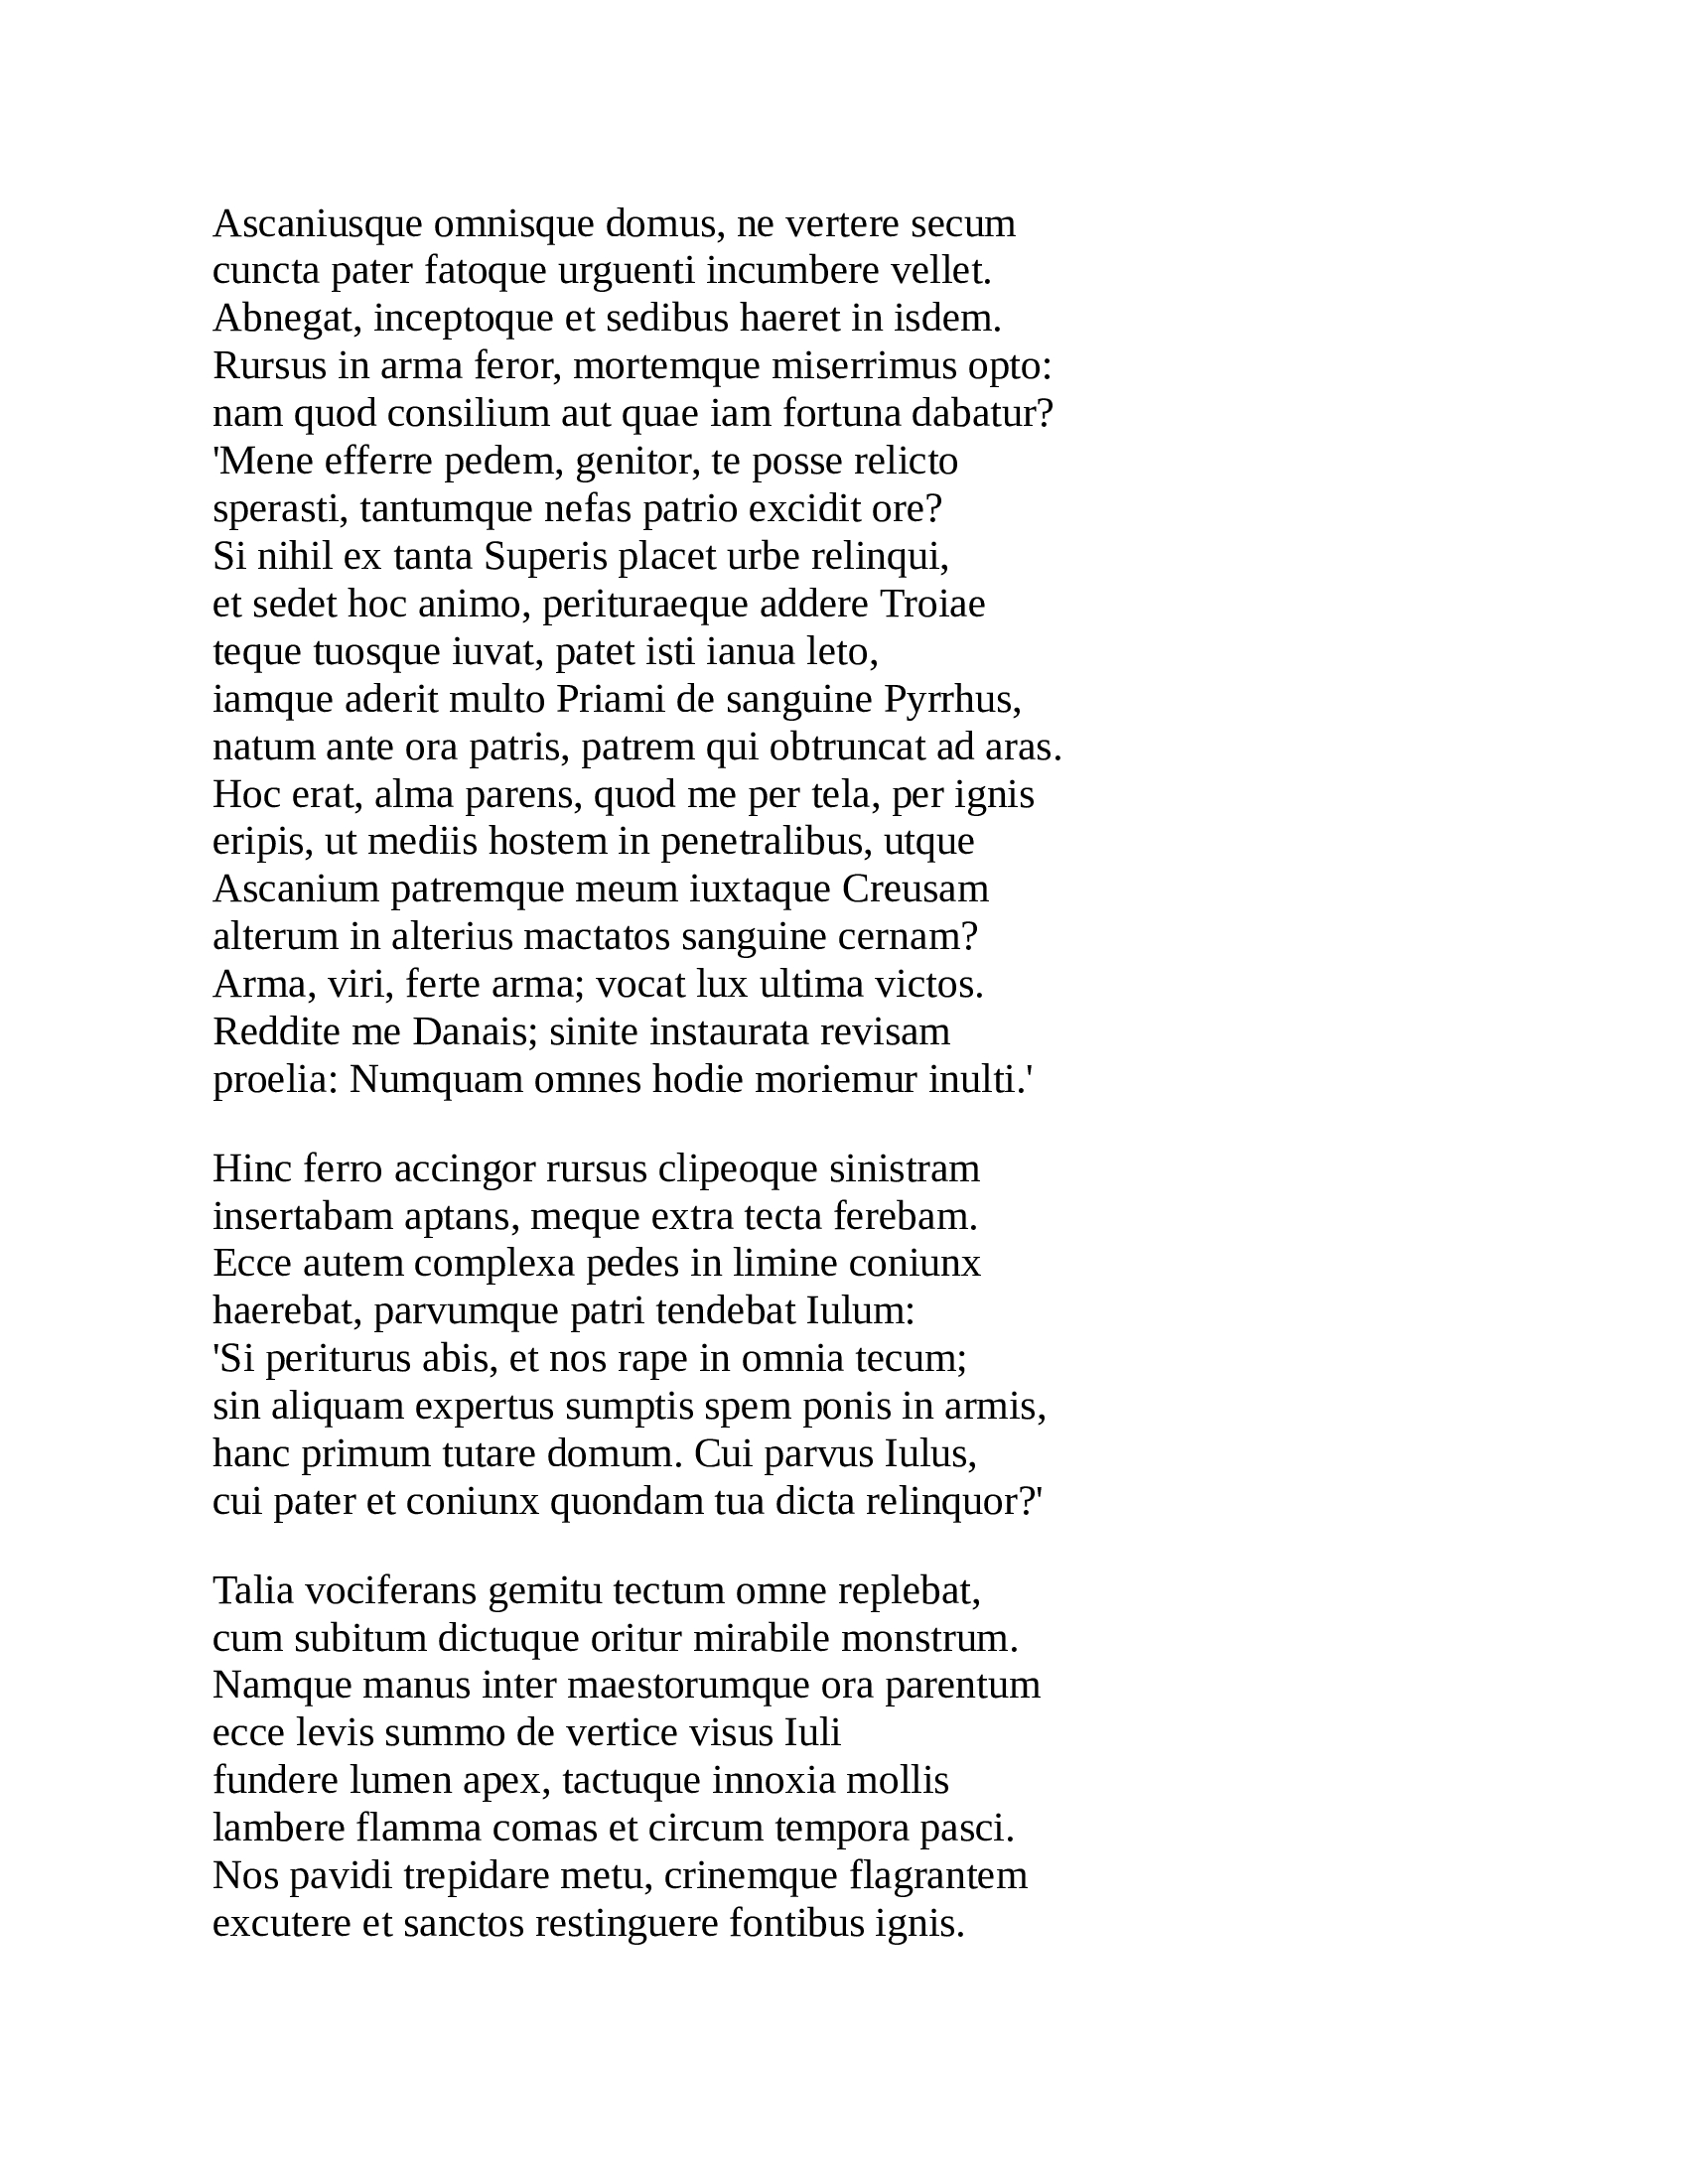 Ascaniusque omnisque domus, ne vertere secum
cuncta pater fatoque urguenti incumbere vellet.
Abnegat, inceptoque et sedibus haeret in isdem.
Rursus in arma feror, mortemque miserrimus opto:
nam quod consilium aut quae iam fortuna dabatur?
'Mene efferre pedem, genitor, te posse relicto
sperasti, tantumque nefas patrio excidit ore?
Si nihil ex tanta Superis placet urbe relinqui,
et sedet hoc animo, perituraeque addere Troiae
teque tuosque iuvat, patet isti ianua leto,
iamque aderit multo Priami de sanguine Pyrrhus,
natum ante ora patris, patrem qui obtruncat ad aras.
Hoc erat, alma parens, quod me per tela, per ignis
eripis, ut mediis hostem in penetralibus, utque
Ascanium patremque meum iuxtaque Creusam
alterum in alterius mactatos sanguine cernam?
Arma, viri, ferte arma; vocat lux ultima victos.
Reddite me Danais; sinite instaurata revisam
proelia: Numquam omnes hodie moriemur inulti.'

Hinc ferro accingor rursus clipeoque sinistram
insertabam aptans, meque extra tecta ferebam.
Ecce autem complexa pedes in limine coniunx
haerebat, parvumque patri tendebat Iulum:
'Si periturus abis, et nos rape in omnia tecum;
sin aliquam expertus sumptis spem ponis in armis,
hanc primum tutare domum. Cui parvus Iulus,
cui pater et coniunx quondam tua dicta relinquor?'

Talia vociferans gemitu tectum omne replebat,
cum subitum dictuque oritur mirabile monstrum.
Namque manus inter maestorumque ora parentum
ecce levis summo de vertice visus Iuli
fundere lumen apex, tactuque innoxia mollis
lambere flamma comas et circum tempora pasci.
Nos pavidi trepidare metu, crinemque flagrantem
excutere et sanctos restinguere fontibus ignis.